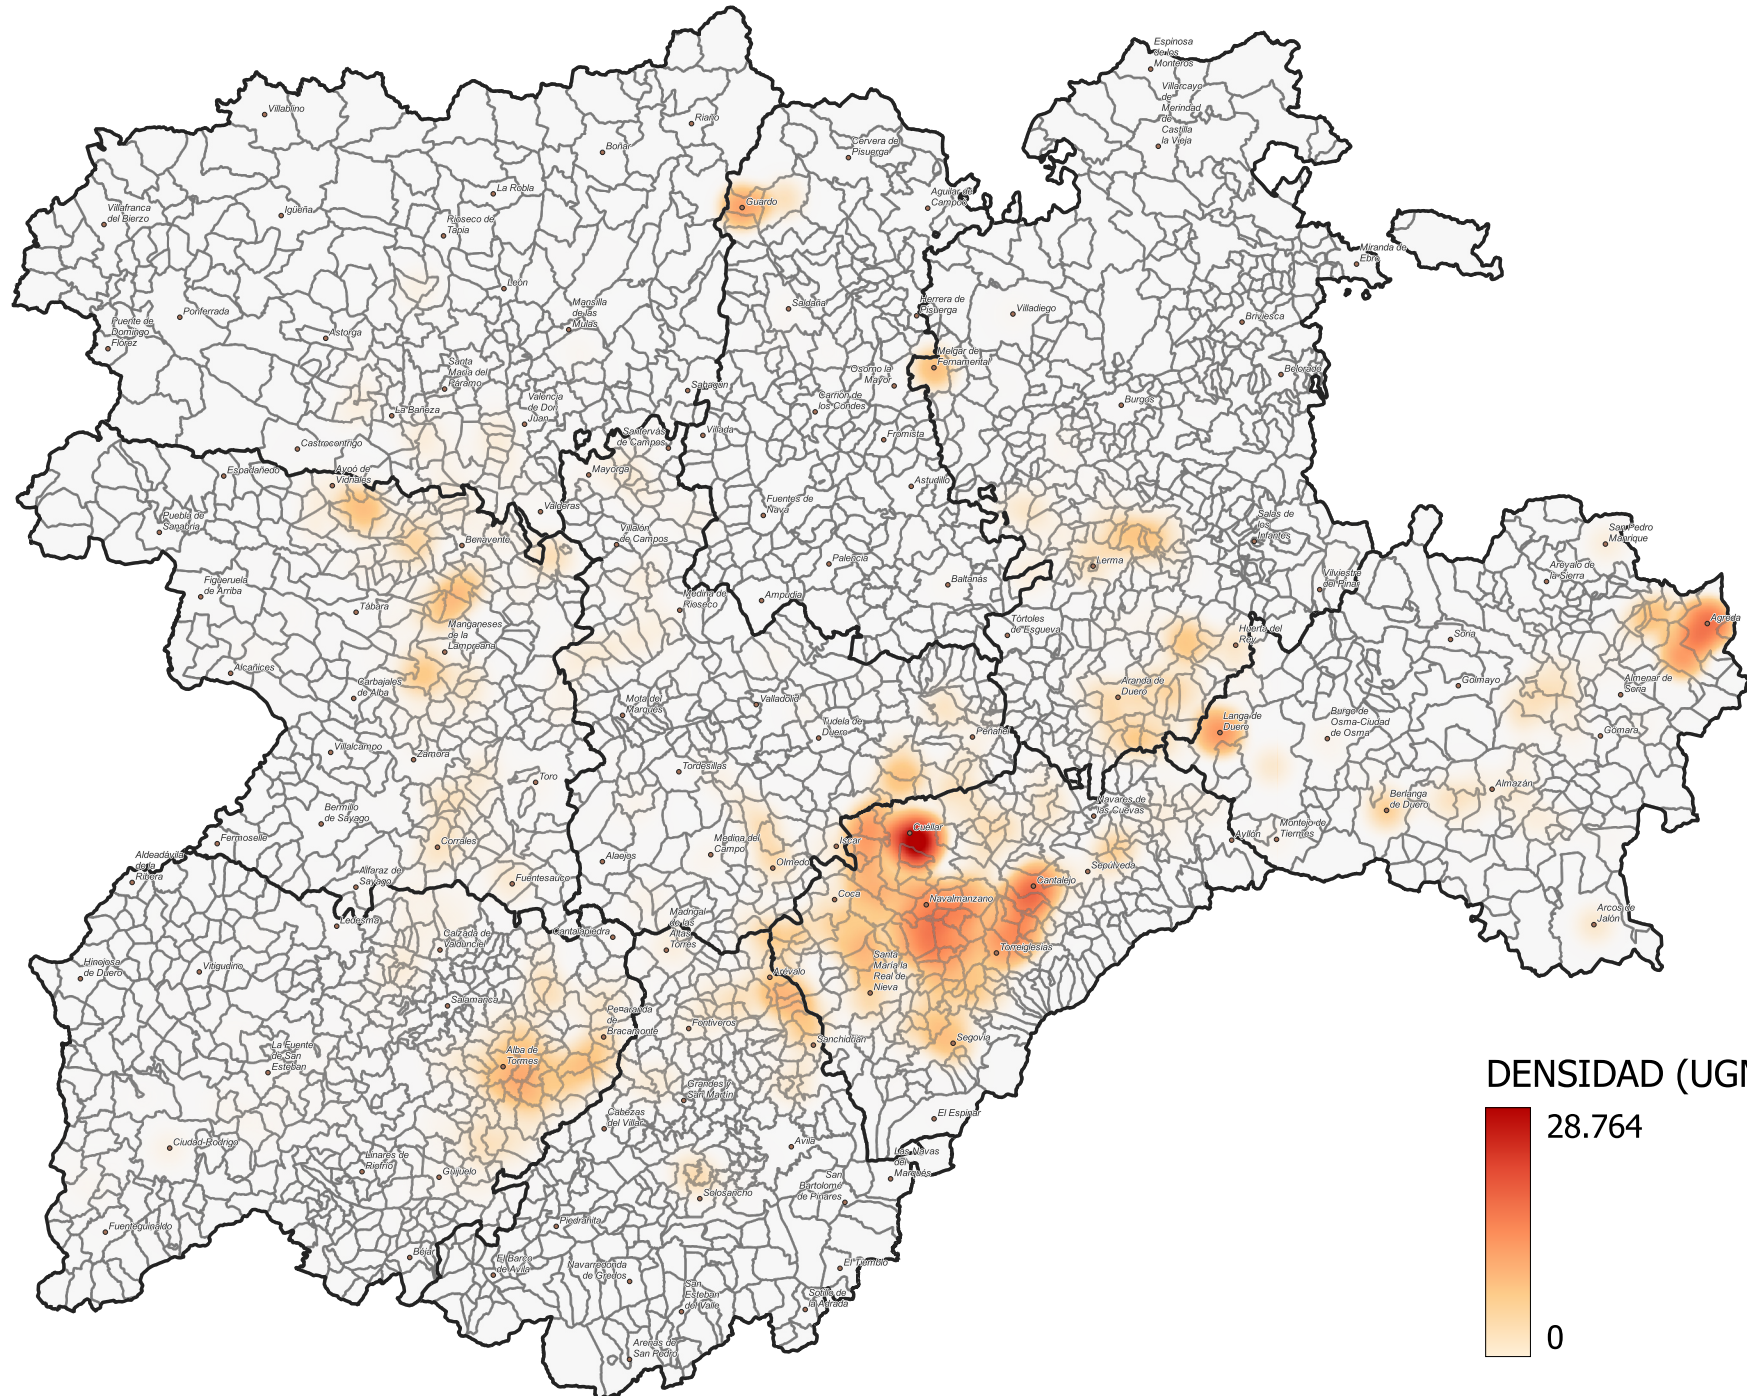 Espinosa
de los
Monteros
Villarcayo
de
Merindad
de
Castilla
la Vieja
Villablino
Riaño
Boñar
Cervera de
Pisuerga
La Robla
Guardo
Aguilar de
Campoo
Villafranca
del Bierzo
Igüeña
Rioseco de
Tapia
Miranda de
Ebro
León
Mansilla
de las
Mulas
Saldaña
Herrera de
Pisuerga
Villadiego
Briviesca
Ponferrada
Puente de
Domingo
Flórez
Astorga
Santa
María del
Páramo
Melgar de
Fernamental
Osorno la
Mayor
Belorado
Sahagún
Valencia
de Don
Juan
Carrión de
los Condes
Burgos
La Bañeza
Castrocontrigo
Santervás
de Campos
Villada
Frómista
Espadañedo
Ayoó de
Vidriales
Mayorga
Astudillo
Puebla de
Sanabria
Valderas
Fuentes de
Nava
Villalón
de Campos
Benavente
Salas de
los
Infantes
San Pedro
Manrique
Palencia
Lerma
Arévalo de
la Sierra
Figueruela
de Arriba
Baltanás
Vilviestre
del Pinar
Tábara
Medina de
Rioseco
Ampudia
Manganeses
de la
Lampreana
Tórtoles
de Esgueva
Huerta del
Rey
Soria
Ágreda
Alcañices
Carbajales
de Alba
Aranda de
Duero
Golmayo
Almenar de
Soria
Mota del
Marqués
Valladolid
Tudela de
Duero
Peñafiel
Langa de
Duero
Burgo de
Osma-Ciudad
de Osma
Gómara
Villalcampo
Zamora
Toro
Tordesillas
Bermillo
de Sayago
Navares de
las Cuevas
Berlanga
de Duero
Almazán
Fermoselle
Corrales
Medina del
Campo
Íscar
Cuéllar
Ayllón
Montejo de
Tiermes
Aldeadávila
de la
Ribera
Alfaraz de
Sayago
Fuentesaúco
Alaejos
Olmedo
Sepúlveda
Cantalejo
Coca
Navalmanzano
Ledesma
Calzada de
Valdunciel
Cantalapiedra
Madrigal
de las
Altas
Torres
Arcos de
Jalón
Hinojosa
de Duero
Vitigudino
Arévalo
Santa
María la
Real de
Nieva
Torreiglesias
Salamanca
Peñaranda
de
Bracamonte
Fontiveros
Sanchidrián
Segovia
La Fuente
de San
Esteban
Alba de
Tormes
Grandes y
San Martín
Cabezas
del Villar
El Espinar
Ciudad-Rodrigo
Linares de
Riofrío
Guijuelo
Ávila
Las Navas
del
Marqués
San
Bartolomé
de Pinares
Solosancho
Fuenteguinaldo
Piedrahíta
Béjar
El Barco
de Ávila
Navarredonda
de Gredos
El Tiemblo
San
Esteban
del Valle
Sotillo de
la Adrada
Arenas de
San Pedro
DENSIDAD (UGM
28.764
0